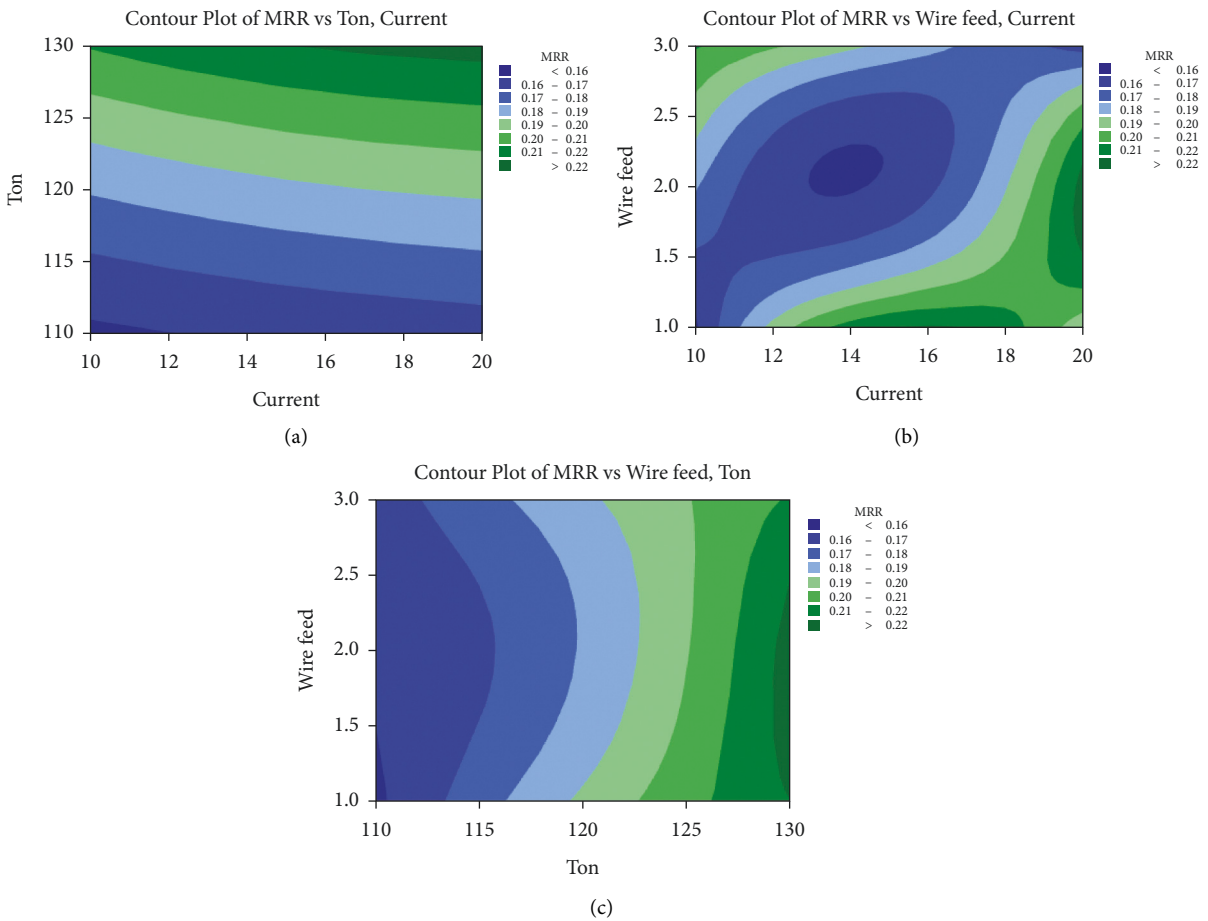 Contour Plot of MRR vs Ton, Current
130
125
120
115
110
Ton
10 12 14 16 18 20
Current
MRR
< 0.16
0.16 – 0.17
0.17 – 0.18
0.18 – 0.19
0.19 – 0.20
0.20 – 0.21
0.21 – 0.22
> 0.22
(a)
Contour Plot of MRR vs Wire feed, Current
3.0
2.5
2.0
1.5
1.0
Wire feed
10 12 14 16 18 20
Current
MRR
< 0.16
0.16 – 0.17
0.17 – 0.18
0.18 – 0.19
0.19 – 0.20
0.20 – 0.21
0.21 – 0.22
> 0.22
(b)
Contour Plot of MRR vs Wire feed, Ton
3.0
2.5
2.0
1.5
1.0
Wire feed
110 115 120 125 130
Ton
MRR
< 0.16
0.16 – 0.17
0.17 – 0.18
0.18 – 0.19
0.19 – 0.20
0.20 – 0.21
0.21 – 0.22
> 0.22
(c)